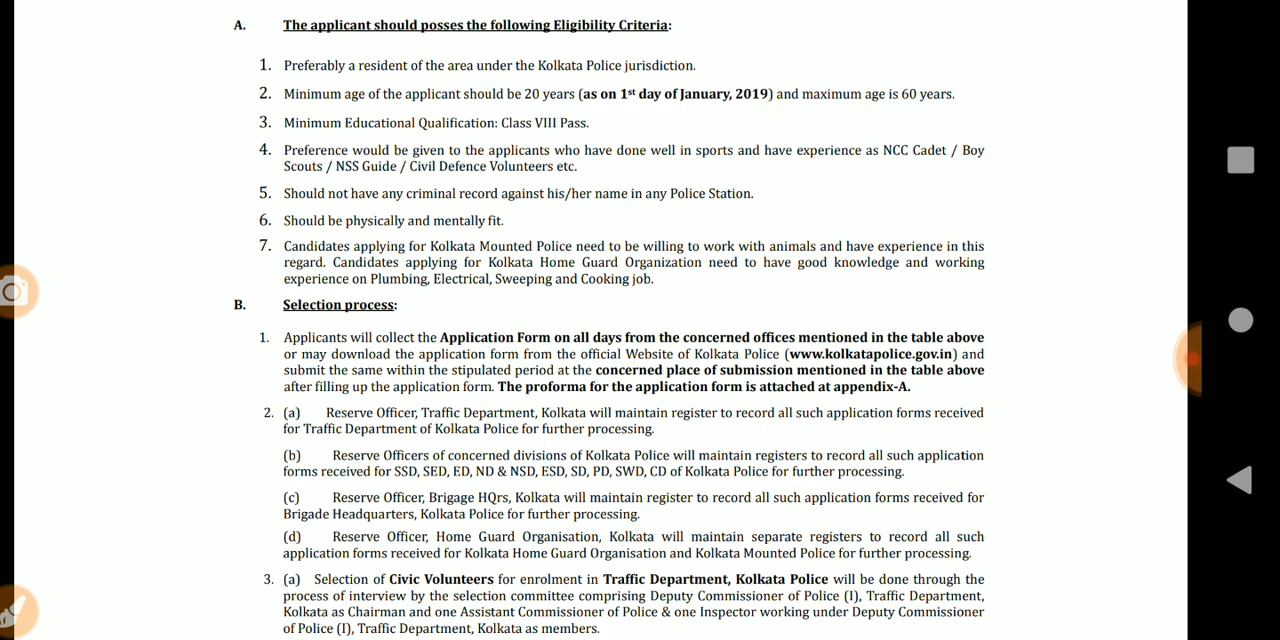 A. The applicant should posses the following Eligibility Criteria:
1. Preferably a resident of the area under the Kolkata Police jurisdiction.
2. Minimum age of the applicant should be 20 years (as on 1st day of January, 2019) and maximum age is 60 years.
3. Minimum Educational Qualification: Class VIII Pass.
4. Preference would be given to the applicants who have done well in sports and have experience as NCC Cadet / Boy
Scouts / NSS Guide / Civil Defence Volunteers etc.
5. Should not have any criminal record against his/her name in any Police Station.
6. Should be physically and mentally fit.
7. Candidates applying for Kolkata Mounted Police need to be willing to work with animals and have experience in this
regard. Candidates applying for Kolkata Home Guard Organization need to have good knowledge and working
experience on Plumbing, Electrical, Sweeping and Cooking job.
B. Selection process:
1. Applicants will collect the Application Form on all days from the concerned offices mentioned in the table above
or may download the application form from the official Website of Kolkata Police (www.kolkatapolice.gov.in) and
submit the same within the stipulated period at the concerned place of submission mentioned in the table above
after filling up the application form. The proforma for the application form is attached at appendix-A.
2. (a) Reserve Officer, Traffic Department, Kolkata will maintain register to record all such application forms received
for Traffic Department of Kolkata Police for further processing.
(b) Reserve Officers of concerned divisions of Kolkata Police will maintain registers to record all such application
forms received for SSD, SED, ED, ND & NSD, ESD, SD, PD, SWD, CD of Kolkata Police for further processing.
(c) Reserve Officer, Brigage HQrs, Kolkata will maintain register to record all such application forms received for
Brigade Headquarters, Kolkata Police for further processing.
(d) Reserve Officer, Home Guard Organisation, Kolkata will maintain separate registers to record all such
application forms received for Kolkata Home Guard Organisation and Kolkata Mounted Police for further processing.
3. (a) Selection of Civic Volunteers for enrolment in Traffic Department, Kolkata Police will be done through the
process of interview by the selection committee comprising Deputy Commissioner of Police (I), Traffic Department,
Kolkata as Chairman and one Assistant Commissioner of Police & one Inspector working under Deputy Commissioner
of Police (I), Traffic Department, Kolkata as members.